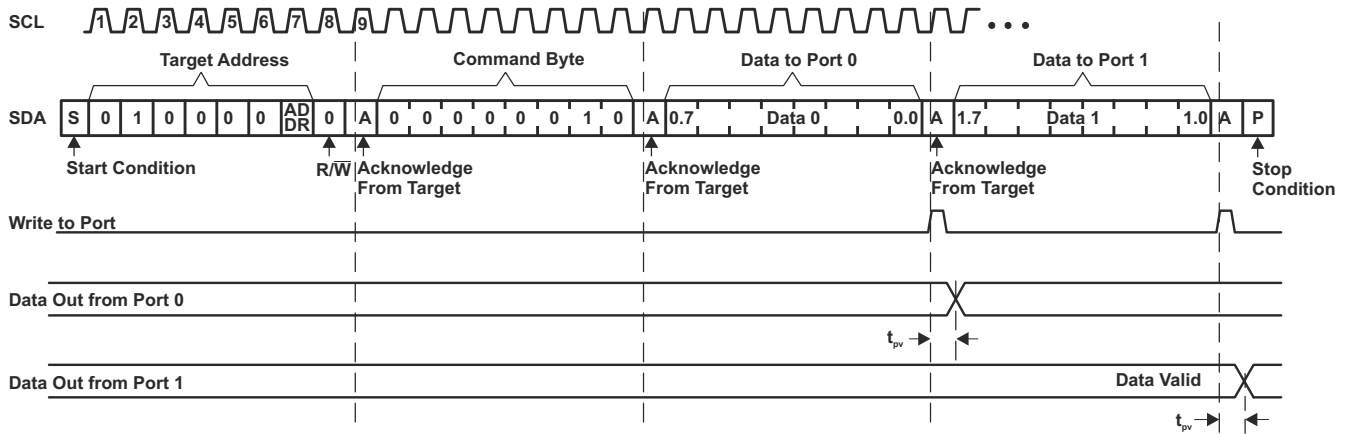 SCL 1 2 3 4 5 6 7 8 9
Target Address Command Byte Data to Port 0 Data to Port 1
SDA S 0 1 0 0 0 0 AD DR 0 A 0 0 0 0 0 0 1 0 A 0.7 Data 0 0.0 A 1.7 Data 1 1.0 A P
Start Condition R/W̅ Acknowledge From Target Acknowledge From Target Acknowledge From Target Stop Condition
Write to Port
Data Out from Port 0
tpv
Data Out from Port 1 Data Valid
tpv